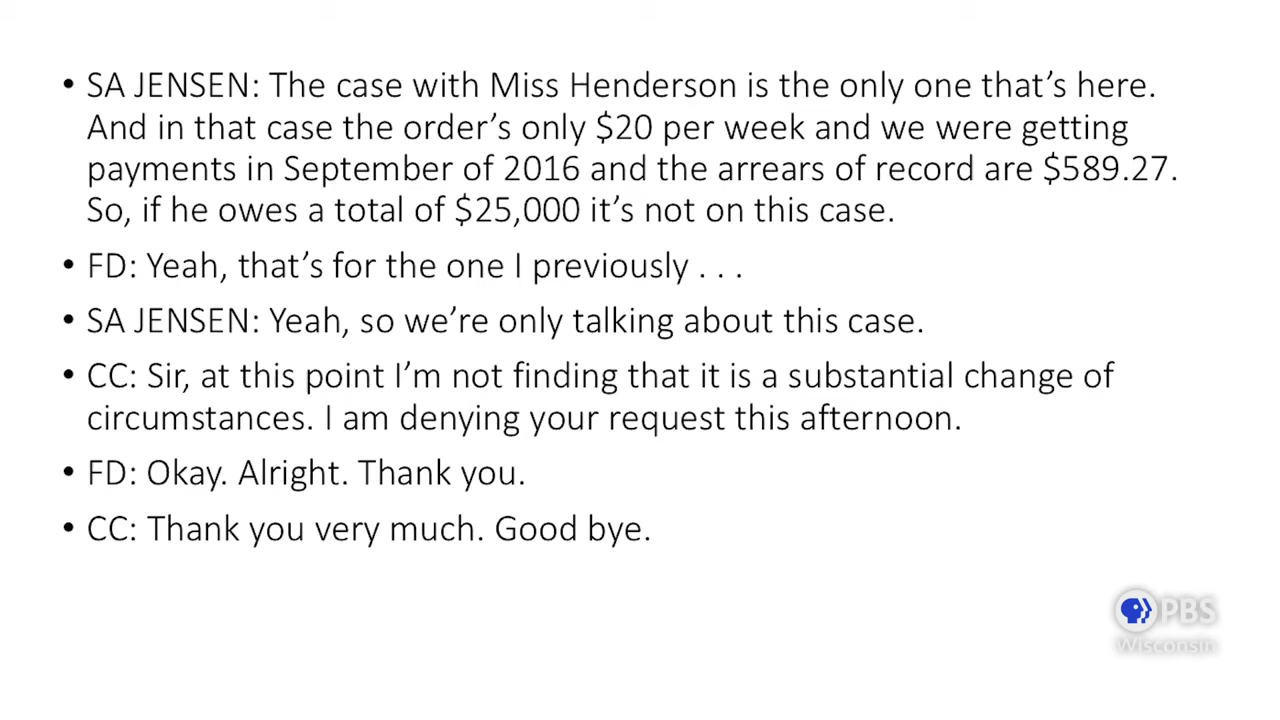 • SA JENSEN: The case with Miss Henderson is the only one that’s here.
And in that case the order’s only $20 per week and we were getting
payments in September of 2016 and the arrears of record are $589.27.
So, if he owes a total of $25,000 it’s not on this case.
• FD: Yeah, that’s for the one I previously . . .
• SA JENSEN: Yeah, so we’re only talking about this case.
• CC: Sir, at this point I’m not finding that it is a substantial change of
circumstances. I am denying your request this afternoon.
• FD: Okay. Alright. Thank you.
• CC: Thank you very much. Good bye.
PBS
Wisconsin